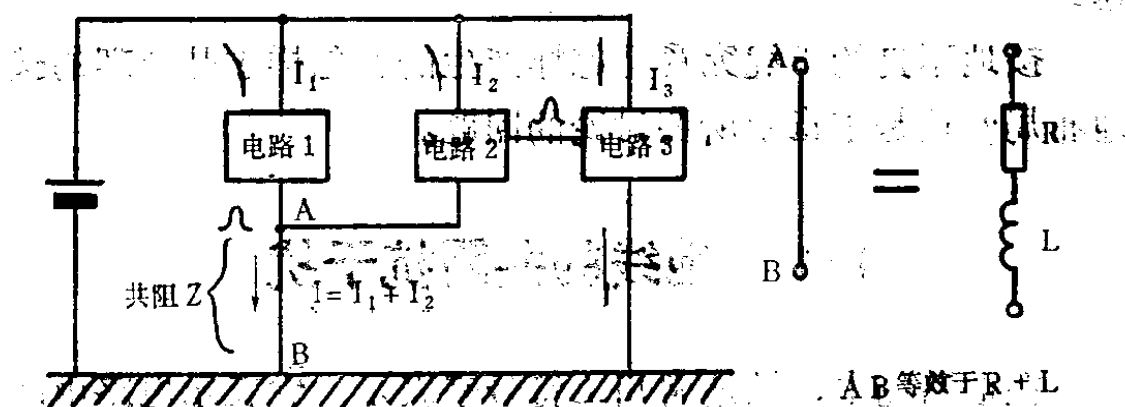 I₁ I₂ I₃
电路1 电路2 电路3
A
共阻 Z
I = I₁ + I₂
B
A
B
=
R
L
AB等效于R+L